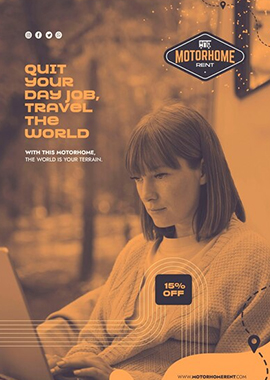 MOTORHOME
RENT
QUIT
YOUR
DAY JOB,
TRAVEL
THE
WORLD
WITH THIS MOTORHOME,
THE WORLD IS YOUR TERRAIN.
15%
OFF
WWW.MOTORHOMERENT.COM